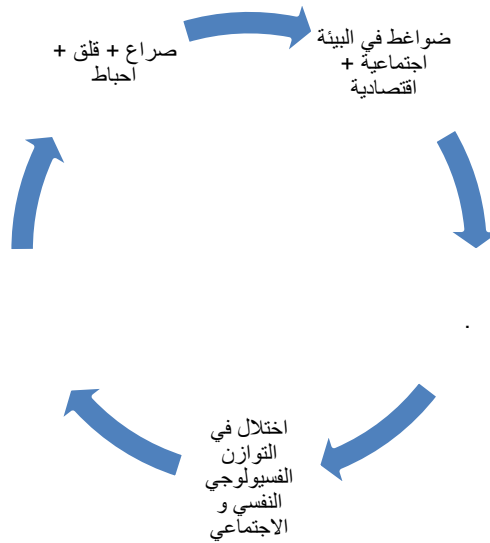 ضواغط في البيئة
اجتماعية +
اقتصادية
.
اختلال في
التوازن
الفسيولوجي
النفسي و
الاجتماعي
صراع + قلق +
احباط